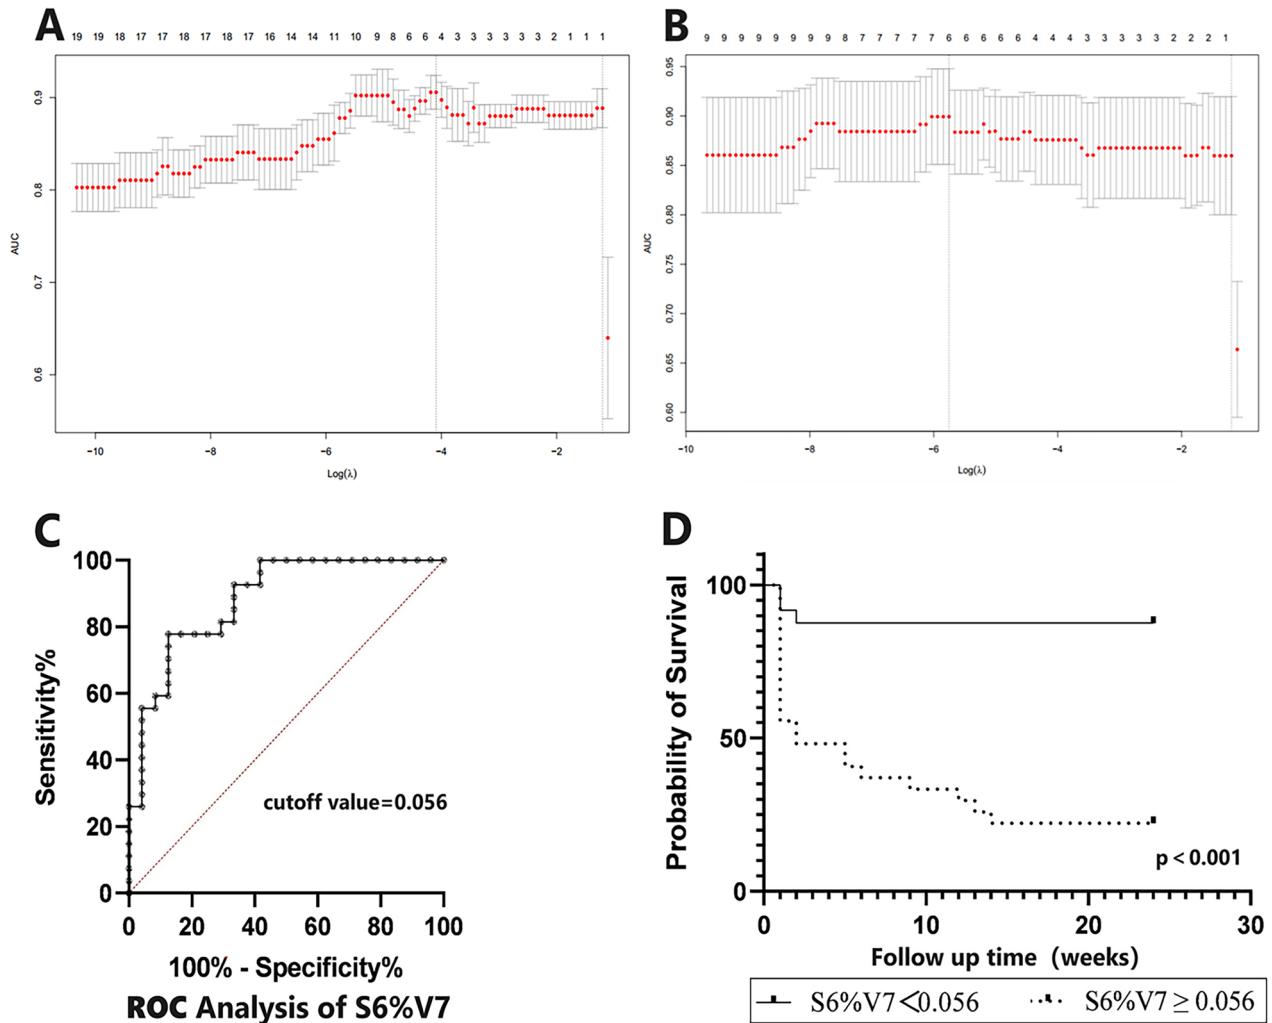 A
19 19 18 17 17 18 17 18 17 16 14 14 11 10 9 8 6 6 4 3 3 3 3 2 1 1 1
0.9
0.8
0.7
0.6
AUC
−10 −8 −6 −4 −2
Log(λ)
B
9 9 9 9 9 9 9 9 8 7 7 7 7 7 6 6 6 6 4 4 4 3 3 3 3 3 2 2 2 1
0.95
0.90
0.85
0.80
0.75
0.70
0.65
0.60
AUC
−10 −8 −6 −4 −2
Log(λ)
C
100
80
60
40
20
0
Sensitivity%
cutoff value=0.056
0 20 40 60 80 100
100% - Specificity%
ROC Analysis of S6%V7
D
100
50
0
Probability of Survival
p < 0.001
0 10 20 30
Follow up time (weeks)
S6%V7<0.056 S6%V7 ≥ 0.056